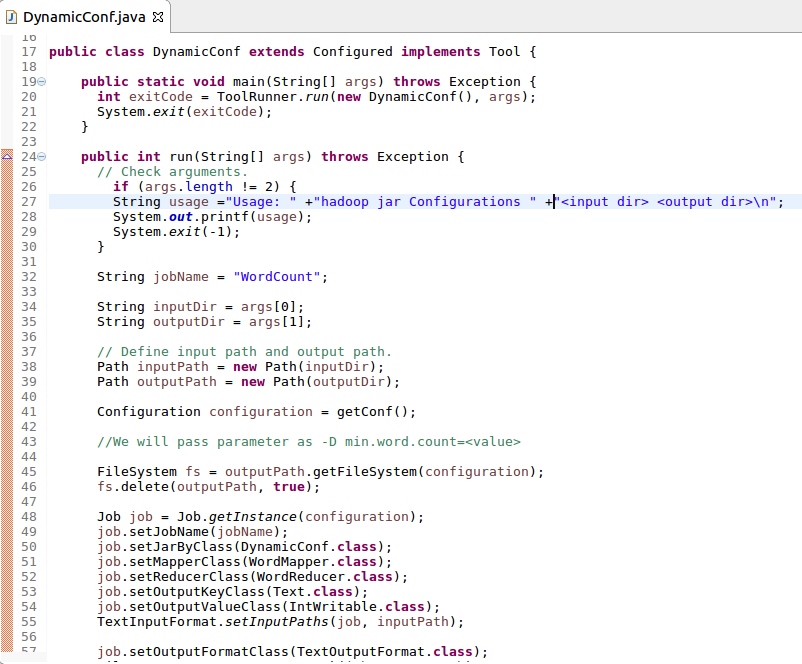 DynamicConf.java
16
17 public class DynamicConf extends Configured implements Tool {
18
19     public static void main(String[] args) throws Exception {
20       int exitCode = ToolRunner.run(new DynamicConf(), args);
21       System.exit(exitCode);
22     }
23
24     public int run(String[] args) throws Exception {
25       // Check arguments.
26         if (args.length != 2) {
27         String usage ="Usage: " +"hadoop jar Configurations " +"<input dir> <output dir>\n";
28         System.out.printf(usage);
29         System.exit(-1);
30       }
31
32       String jobName = "WordCount";
33
34       String inputDir = args[0];
35       String outputDir = args[1];
36
37       // Define input path and output path.
38       Path inputPath = new Path(inputDir);
39       Path outputPath = new Path(outputDir);
40
41       Configuration configuration = getConf();
42
43       //We will pass parameter as -D min.word.count=<value>
44
45       FileSystem fs = outputPath.getFileSystem(configuration);
46       fs.delete(outputPath, true);
47
48       Job job = Job.getInstance(configuration);
49       job.setJobName(jobName);
50       job.setJarByClass(DynamicConf.class);
51       job.setMapperClass(WordMapper.class);
52       job.setReducerClass(WordReducer.class);
53       job.setOutputKeyClass(Text.class);
54       job.setOutputValueClass(IntWritable.class);
55       TextInputFormat.setInputPaths(job, inputPath);
56
57       job.setOutputFormatClass(TextOutputFormat.class);